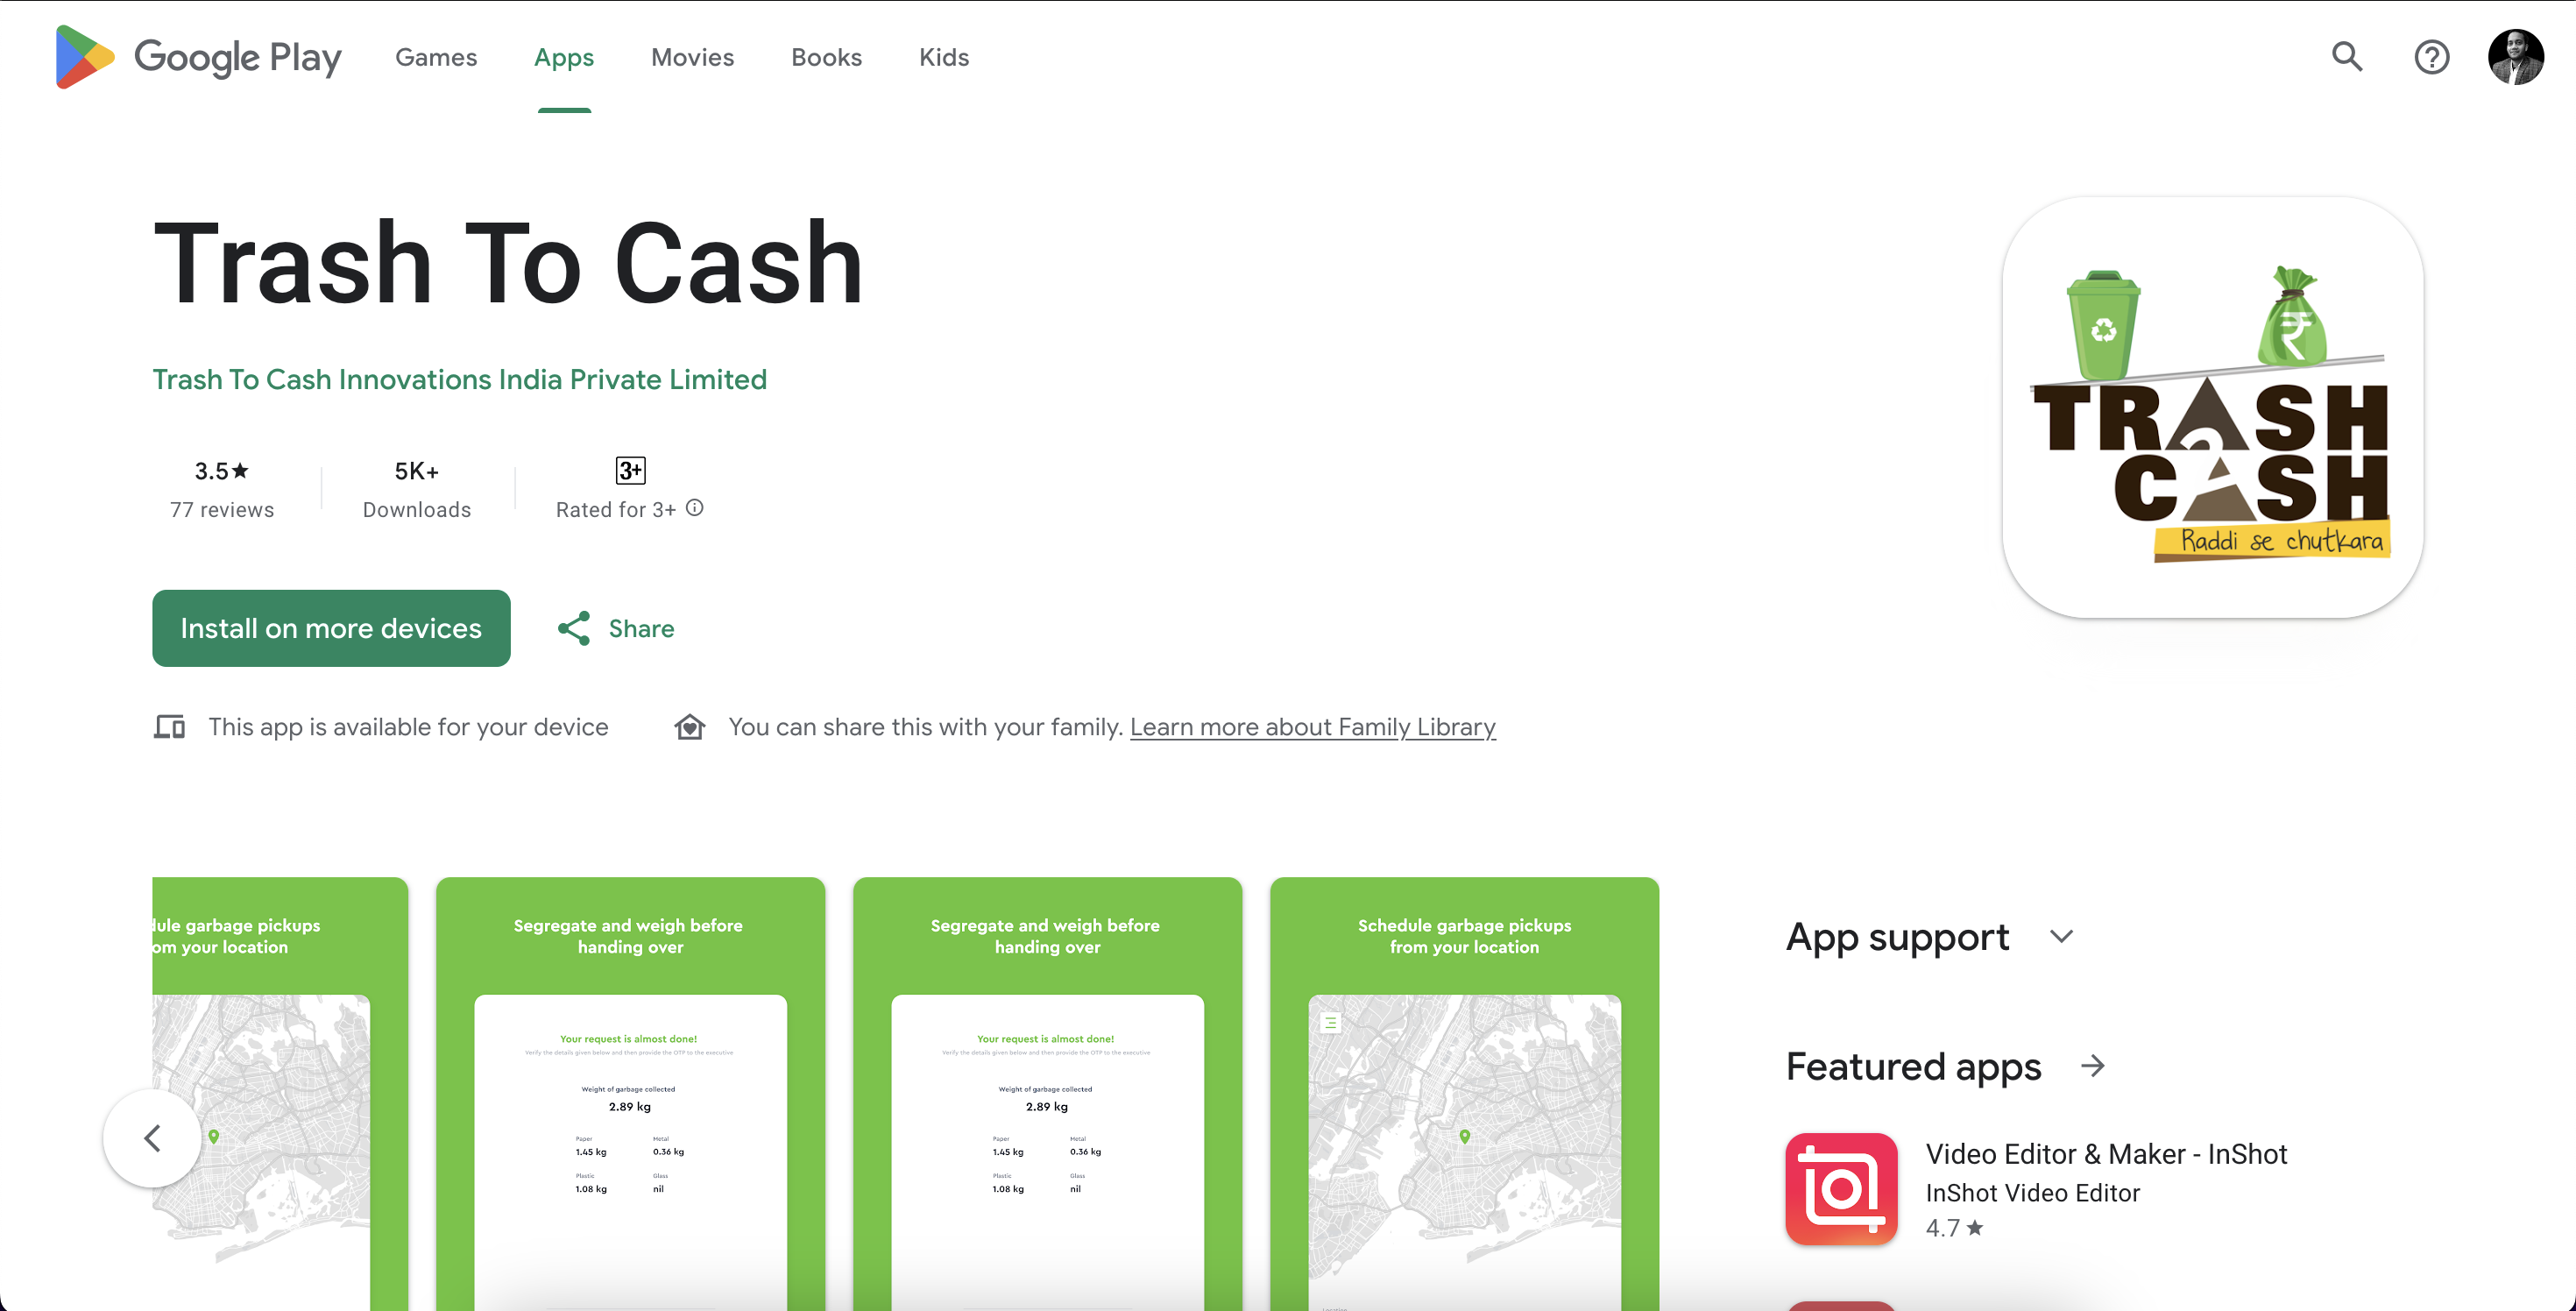 Google Play Games Apps Movies Books Kids
Trash To Cash
Trash To Cash Innovations India Private Limited
3.5★ 5K+ 3+
77 reviews Downloads Rated for 3+
Install on more devices Share
This app is available for your device You can share this with your family. Learn more about Family Library
TRASH
2
CASH
Raddi se chutkara
dule garbage pickups
om your location
Segregate and weigh before
handing over
Your request is almost done!
Verify the details given below and then provide the OTP to the executive
Weight of garbage collected
2.89 kg
Paper Metal
1.45 kg 0.36 kg
Plastic Glass
1.08 kg nil
Segregate and weigh before
handing over
Your request is almost done!
Verify the details given below and then provide the OTP to the executive
Weight of garbage collected
2.89 kg
Paper Metal
1.45 kg 0.36 kg
Plastic Glass
1.08 kg nil
Schedule garbage pickups
from your location
App support
Featured apps
Video Editor & Maker - InShot
InShot Video Editor
4.7★